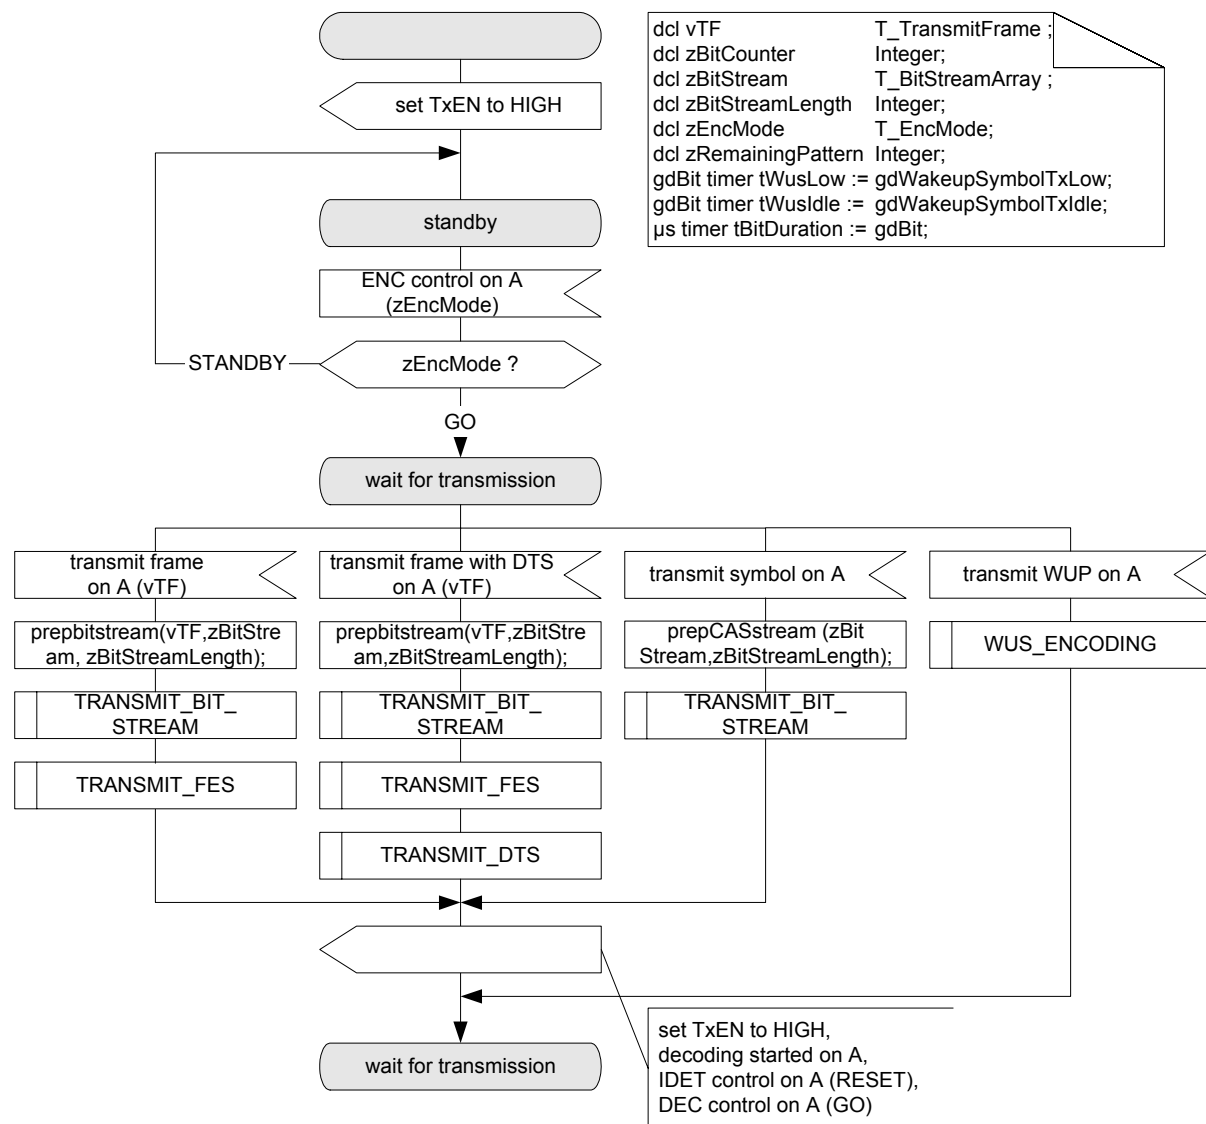 set TxEN to HIGH
dcl vTF T_TransmitFrame ;
dcl zBitCounter Integer;
dcl zBitStream T_BitStreamArray ;
dcl zBitStreamLength Integer;
dcl zEncMode T_EncMode;
dcl zRemainingPattern Integer;
gdBit timer tWusLow := gdWakeupSymbolTxLow;
gdBit timer tWusIdle := gdWakeupSymbolTxIdle;
µs timer tBitDuration := gdBit;
standby
ENC control on A
(zEncMode)
STANDBY
zEncMode ?
GO
wait for transmission
transmit frame
on A (vTF)
transmit frame with DTS
on A (vTF)
transmit symbol on A
transmit WUP on A
prepbitstream(vTF,zBitStre
am, zBitStreamLength);
prepbitstream(vTF,zBitStre
am,zBitStreamLength);
prepCASstream (zBit
Stream,zBitStreamLength);
WUS_ENCODING
TRANSMIT_BIT_
STREAM
TRANSMIT_BIT_
STREAM
TRANSMIT_BIT_
STREAM
TRANSMIT_FES
TRANSMIT_FES
TRANSMIT_DTS
set TxEN to HIGH,
decoding started on A,
IDET control on A (RESET),
DEC control on A (GO)
wait for transmission